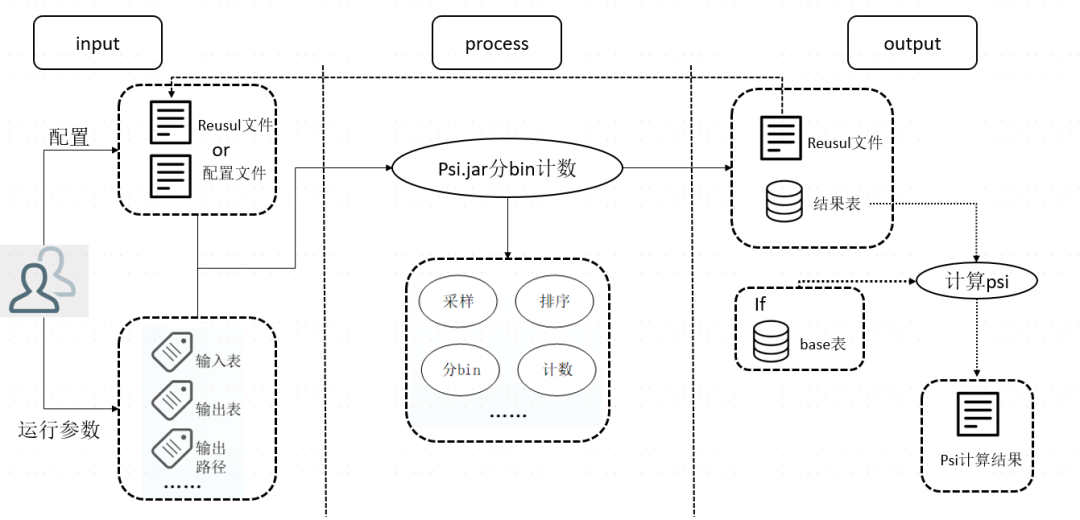 input
process
output
配置
Reusul文件
or
配置文件
Psi.jar分bin计数
Reusul文件
结果表
采样
排序
分bin
计数
......
计算psi
If
base表
Psi计算结果
运行参数
输入表
输出表
输出
路径
......